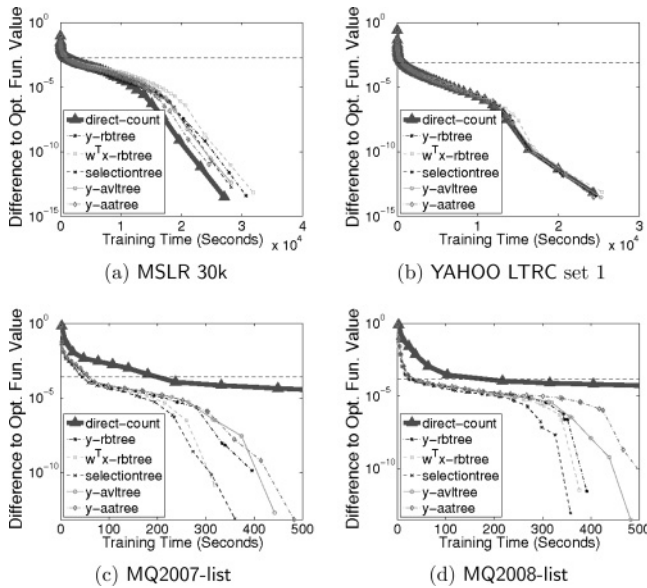 Difference to Opt. Fun. Value
10^0
10^-5
10^-10
10^-15
direct-count
y-rbtree
w^Tx-rbtree
selectiontree
y-avltree
y-aatree
0 1 2 3 4
x 10^4
Training Time (Seconds)
(a) MSLR 30k
Difference to Opt. Fun. Value
10^0
10^-5
10^-10
10^-15
direct-count
y-rbtree
w^Tx-rbtree
selectiontree
y-avltree
y-aatree
0 1 2 3
x 10^4
Training Time (Seconds)
(b) YAHOO LTRC set 1
Difference to Opt. Fun. Value
10^0
10^-5
10^-10
direct-count
y-rbtree
w^Tx-rbtree
selectiontree
y-avltree
y-aatree
0 100 200 300 400 500
Training Time (Seconds)
(c) MQ2007-list
Difference to Opt. Fun. Value
10^0
10^-5
10^-10
direct-count
y-rbtree
w^Tx-rbtree
selectiontree
y-avltree
y-aatree
0 100 200 300 400 500
Training Time (Seconds)
(d) MQ2008-list